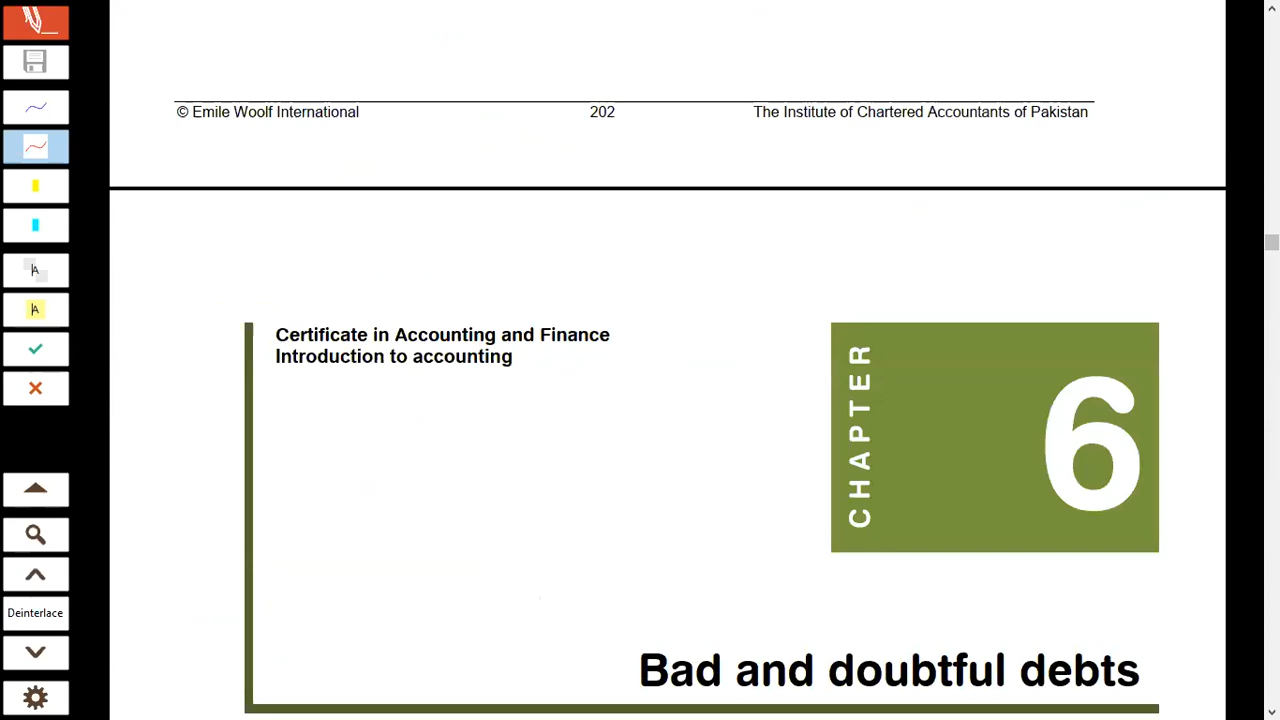 © Emile Woolf International 202 The Institute of Chartered Accountants of Pakistan
Certificate in Accounting and Finance
Introduction to accounting
CHAPTER
6
Bad and doubtful debts
A
A
Deinterlace